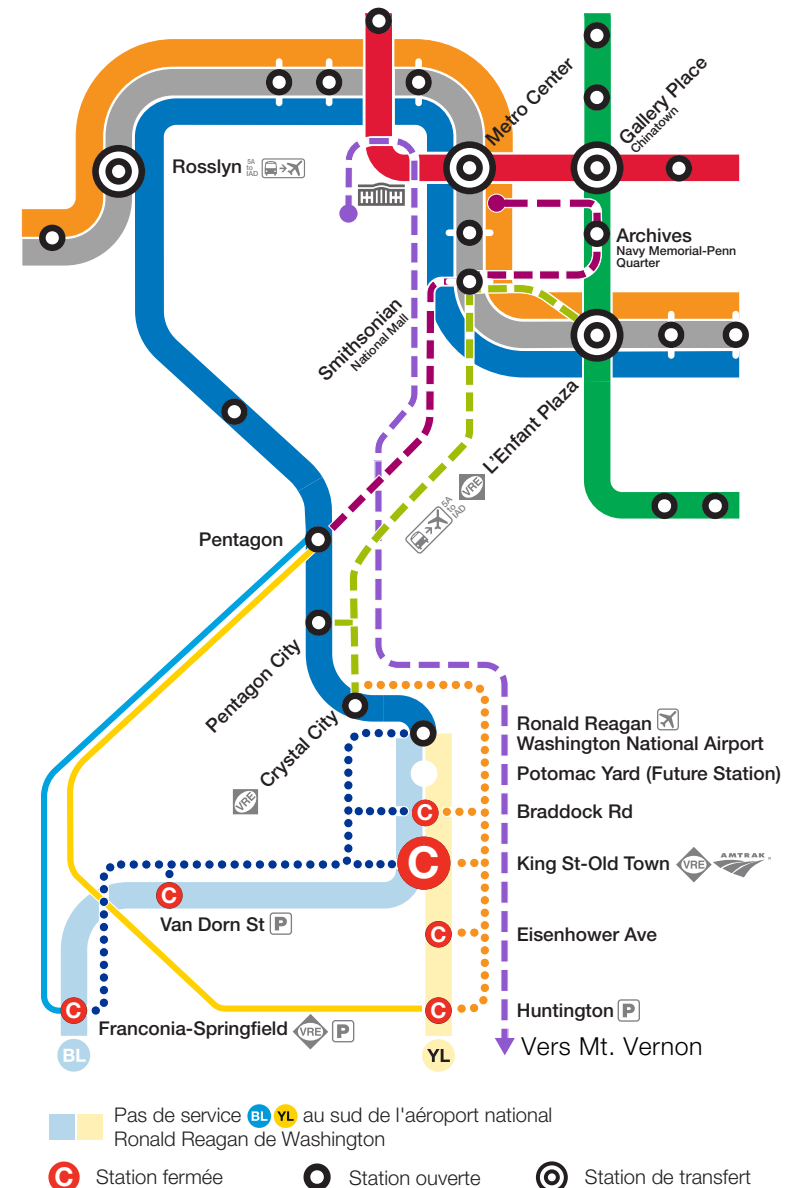 Metro Center
Gallery Place
Chinatown
Rosslyn 5A to IAD
Archives
Navy Memorial-Penn
Quarter
Smithsonian
National Mall
L'Enfant Plaza
VRE
5A to IAD
Pentagon
Pentagon City
Crystal City
VRE
Ronald Reagan
Washington National Airport
Potomac Yard (Future Station)
C Braddock Rd
C King St-Old Town VRE AMTRAK
C
Van Dorn St P
C Eisenhower Ave
C C Huntington P
Franconia-Springfield VRE P
Vers Mt. Vernon
BL YL
Pas de service BL YL au sud de l'aéroport national
Ronald Reagan de Washington
C Station fermée Station ouverte Station de transfert